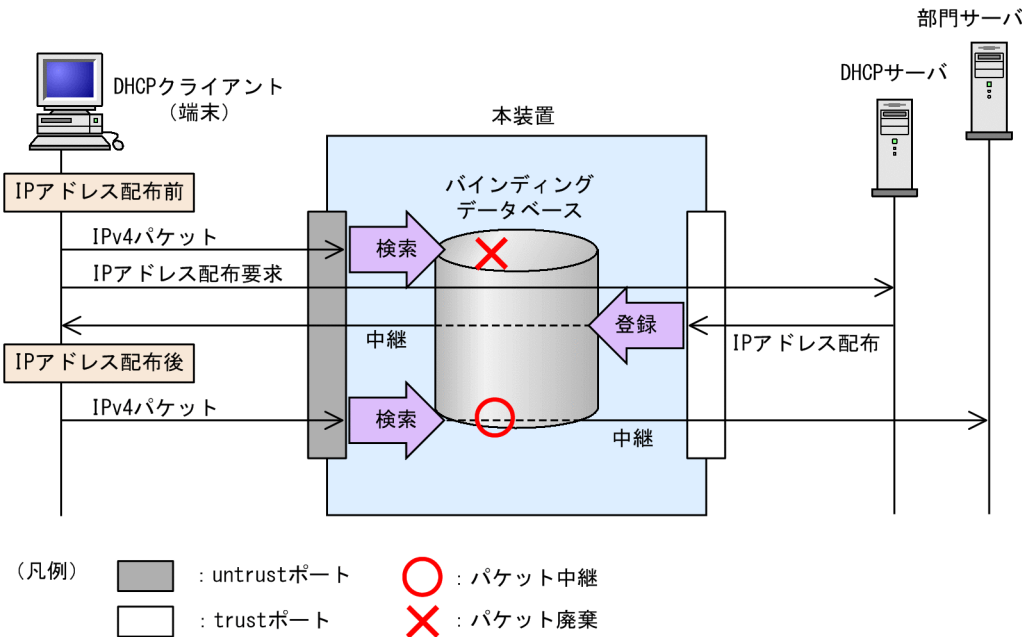 部門サーバ
DHCPサーバ
DHCPクライアント
(端末)
本装置
IPアドレス配布前
バインディング
データベース
IPv4パケット
検索
IPアドレス配布要求
登録
中継
IPアドレス配布
IPアドレス配布後
IPv4パケット
検索
中継
(凡例)
:untrustポート
:パケット中継
:trustポート
:パケット廃棄